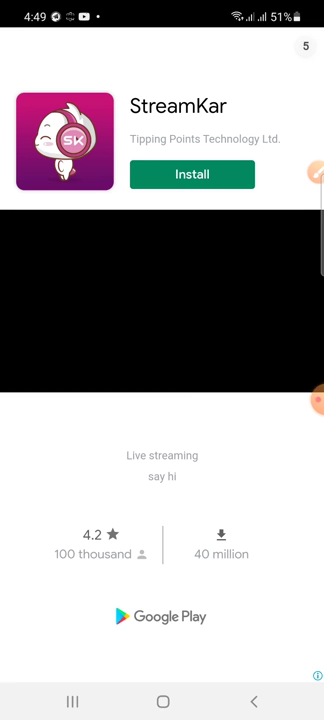 4:49
51%
5
StreamKar
Tipping Points Technology Ltd.
Install
SK
Live streaming
say hi
4.2
100 thousand
40 million
Google Play